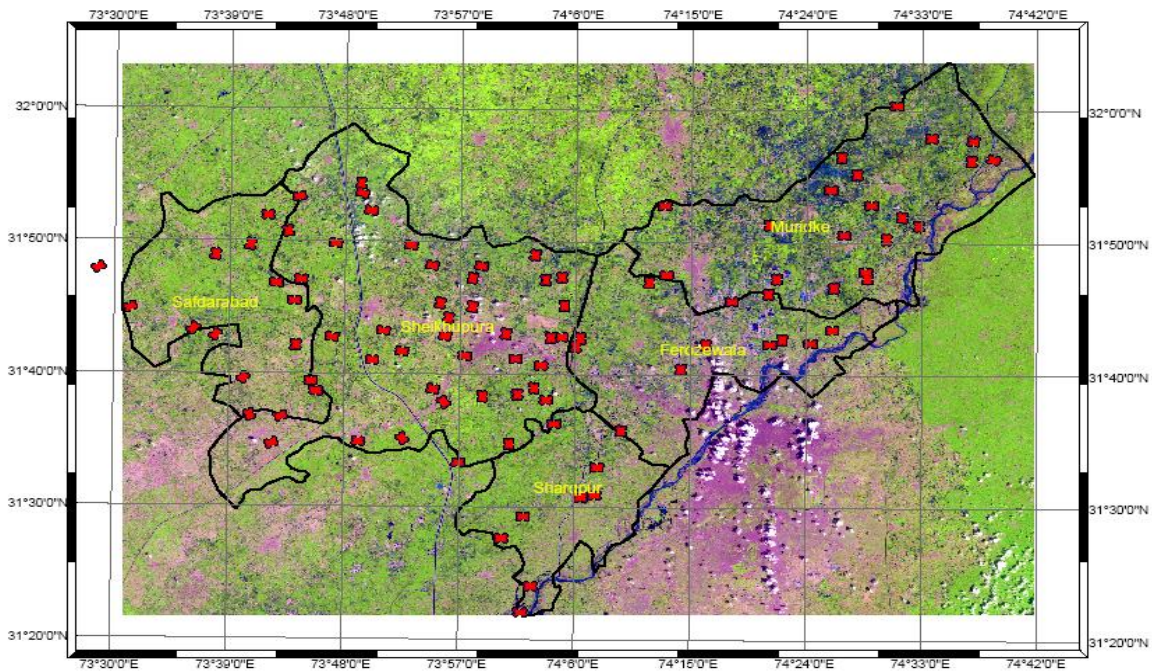 73°30'0"E 73°39'0"E 73°48'0"E 73°57'0"E 74°6'0"E 74°15'0"E 74°24'0"E 74°33'0"E 74°42'0"E
32°0'0"N 32°0'0"N
Muridke
31°50'0"N 31°50'0"N
Safdarabad
Sheikhupura
Ferozewala
31°40'0"N 31°40'0"N
Sharqpur
31°30'0"N 31°30'0"N
31°20'0"N 31°20'0"N
73°30'0"E 73°39'0"E 73°48'0"E 73°57'0"E 74°6'0"E 74°15'0"E 74°24'0"E 74°33'0"E 74°42'0"E